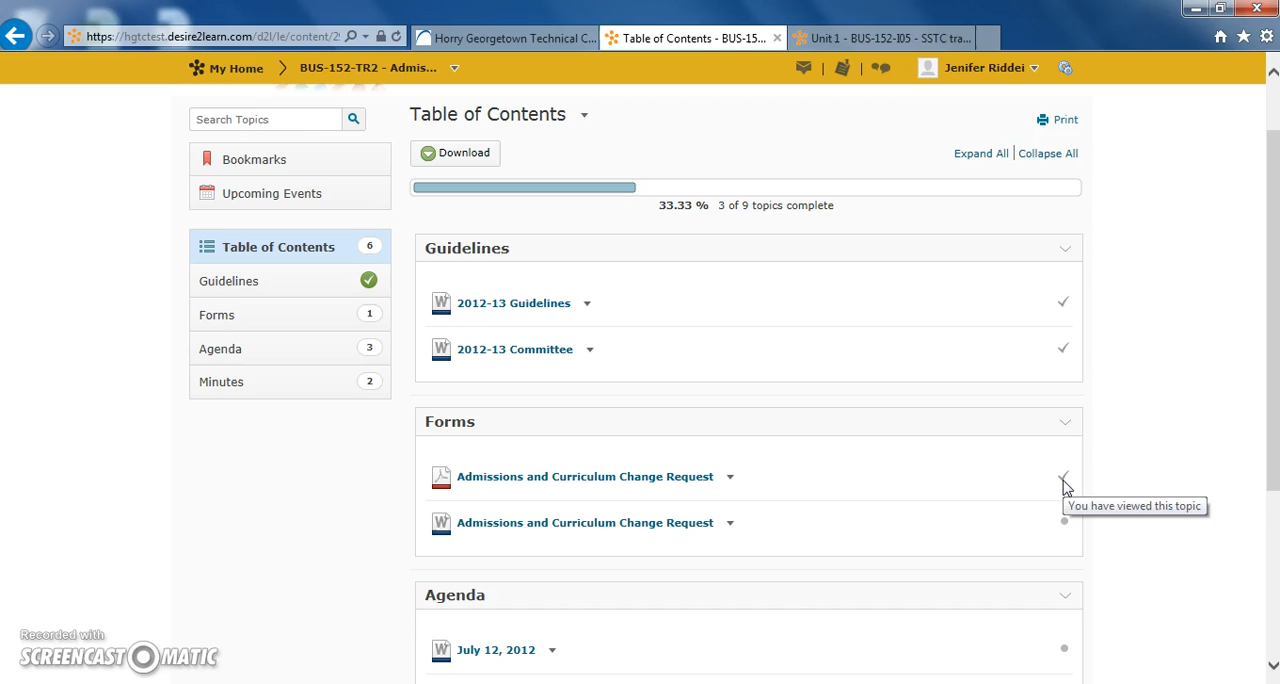 https://hgtctest.desire2learn.com/d2l/le/content/2
Horry Georgetown Technical C...
Table of Contents - BUS-15...
Unit 1 - BUS-152-I05 - SSTC tra...
My Home
BUS-152-TR2 - Admis...
Jenifer Riddei
Search Topics
Table of Contents
Print
Bookmarks
Download
Expand All
Collapse All
Upcoming Events
33.33 % 3 of 9 topics complete
Table of Contents 6
Guidelines
Forms 1
Agenda 3
Minutes 2
Guidelines
2012-13 Guidelines
2012-13 Committee
Forms
Admissions and Curriculum Change Request
You have viewed this topic
Admissions and Curriculum Change Request
Agenda
July 12, 2012
Recorded with
SCREENCAST-O-MATIC